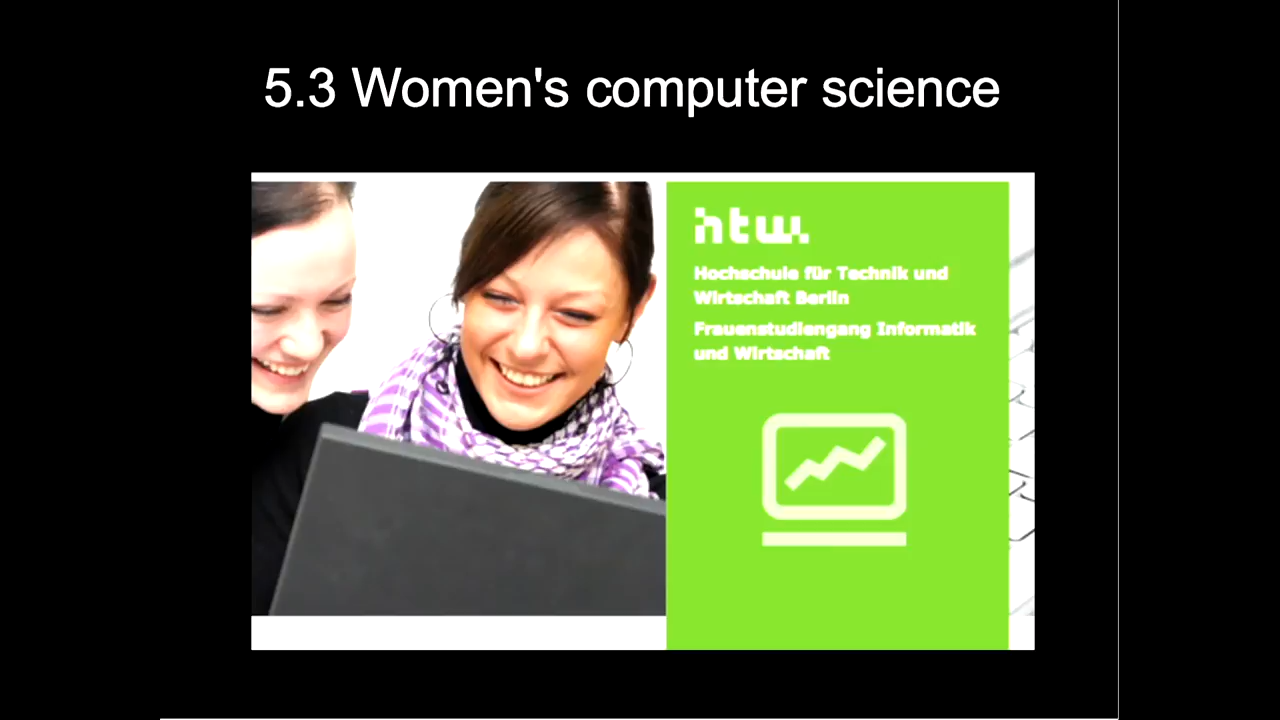 5.3 Women's computer science
htw.
Hochschule für Technik und
Wirtschaft Berlin
Frauenstudiengang Informatik
und Wirtschaft